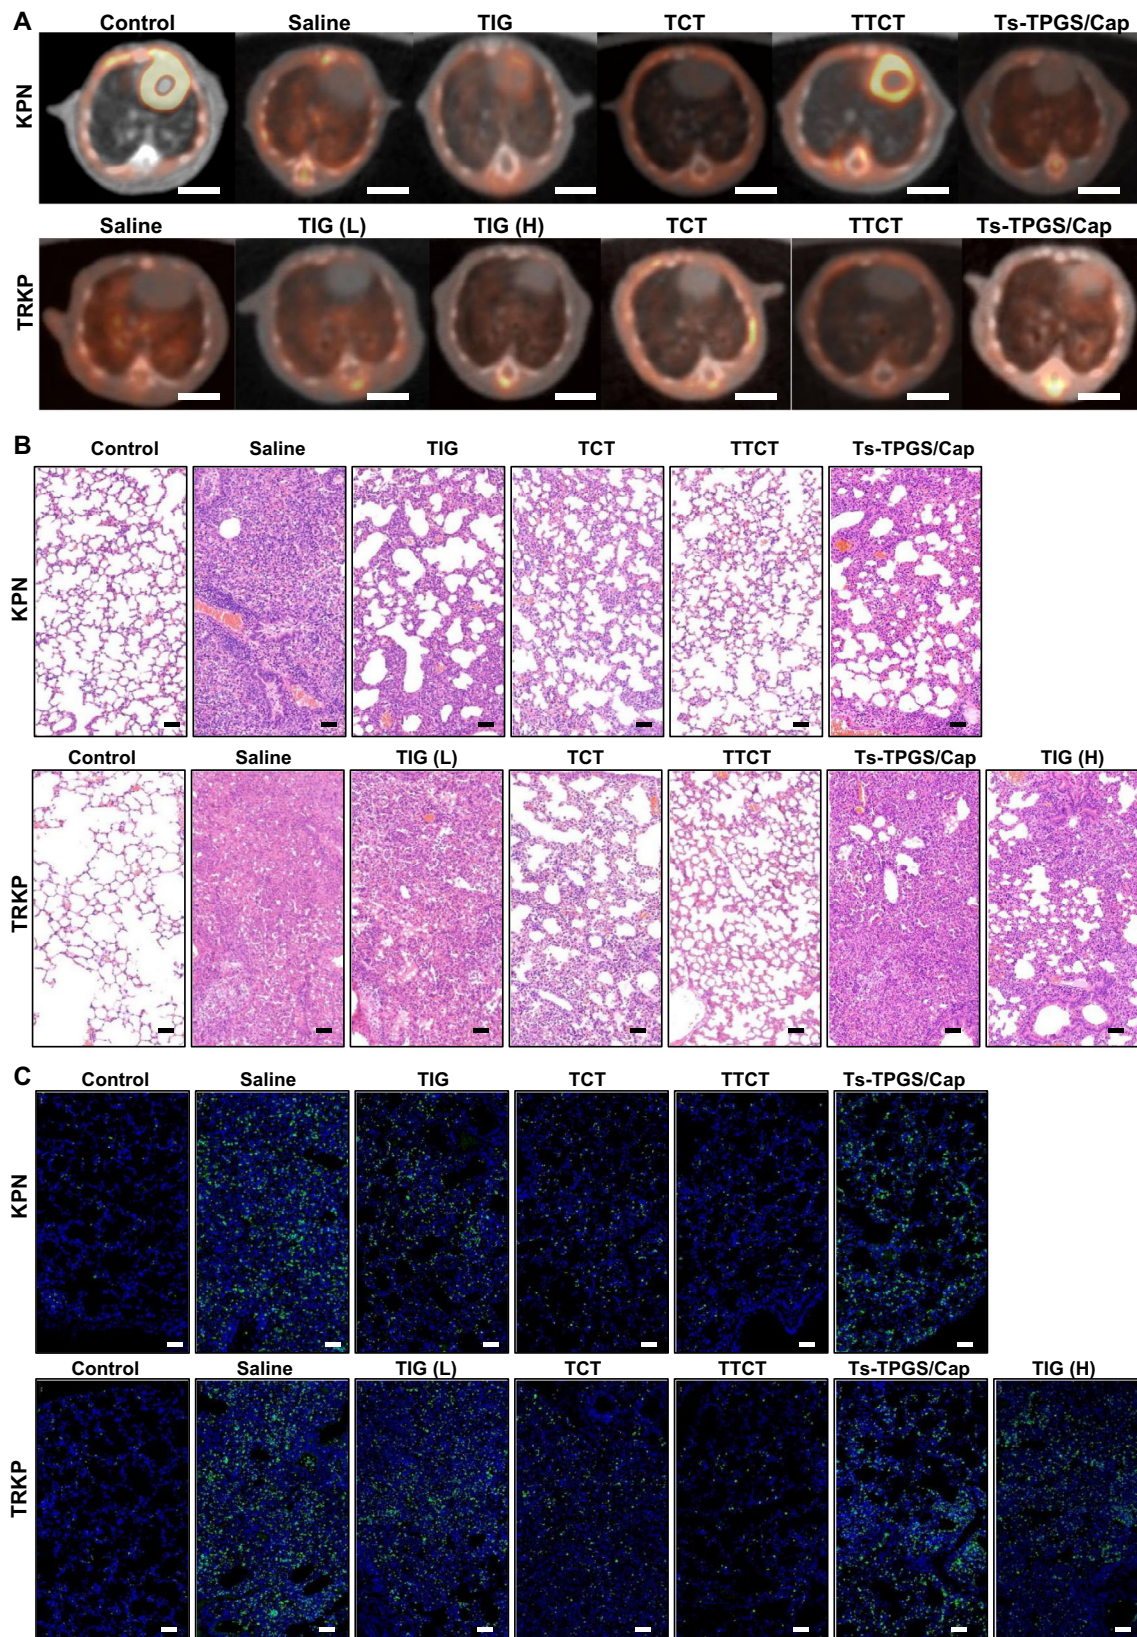 A
Control Saline TIG TCT TTCT Ts-TPGS/Cap
KPN
Saline TIG (L) TIG (H) TCT TTCT Ts-TPGS/Cap
TRKP
B
Control Saline TIG TCT TTCT Ts-TPGS/Cap
KPN
Control Saline TIG (L) TCT TTCT Ts-TPGS/Cap TIG (H)
TRKP
C
Control Saline TIG TCT TTCT Ts-TPGS/Cap
KPN
Control Saline TIG (L) TCT TTCT Ts-TPGS/Cap TIG (H)
TRKP